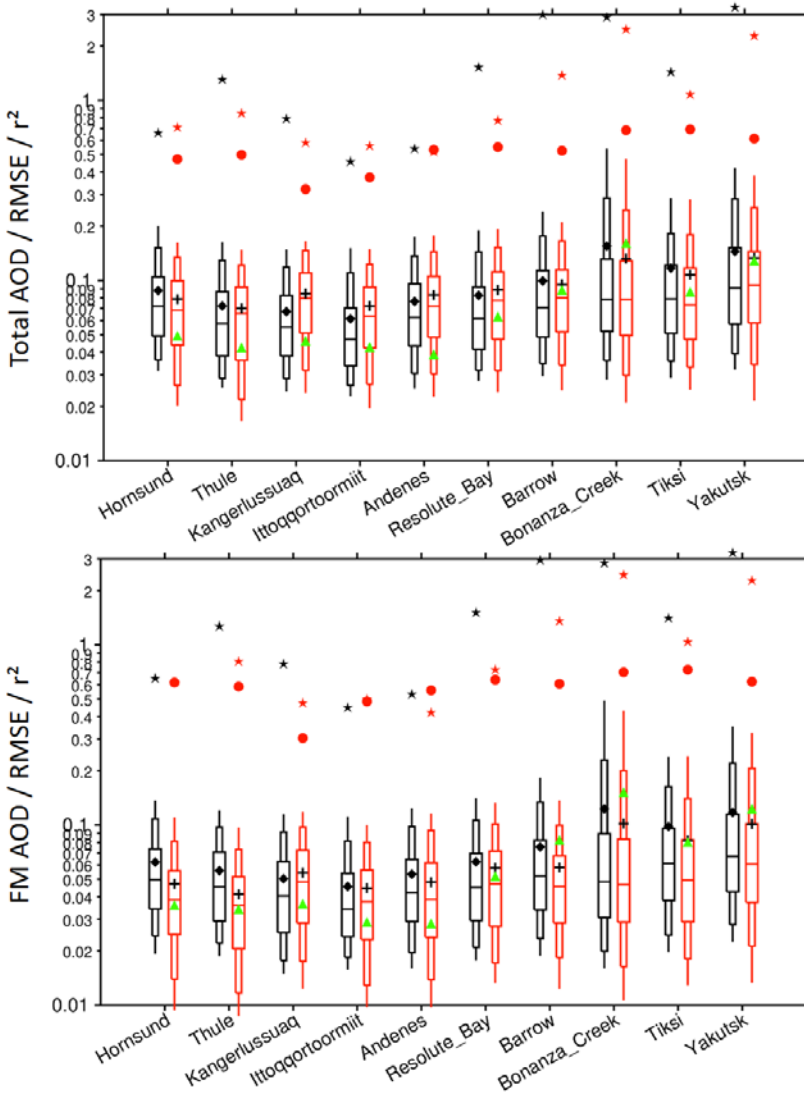 Total AOD / RMSE / r²
3
2
1
0.9
0.8
0.7
0.6
0.5
0.4
0.3
0.2
0.1
0.09
0.08
0.07
0.06
0.05
0.04
0.03
0.02
0.01
Hornsund
Thule
Kangerlussuaq
Ittoqqortoormiit
Andenes
Resolute_Bay
Barrow
Bonanza_Creek
Tiksi
Yakutsk
FM AOD / RMSE / r²
3
2
1
0.9
0.8
0.7
0.6
0.5
0.4
0.3
0.2
0.1
0.09
0.08
0.07
0.06
0.05
0.04
0.03
0.02
0.01
Hornsund
Thule
Kangerlussuaq
Ittoqqortoormiit
Andenes
Resolute_Bay
Barrow
Bonanza_Creek
Tiksi
Yakutsk